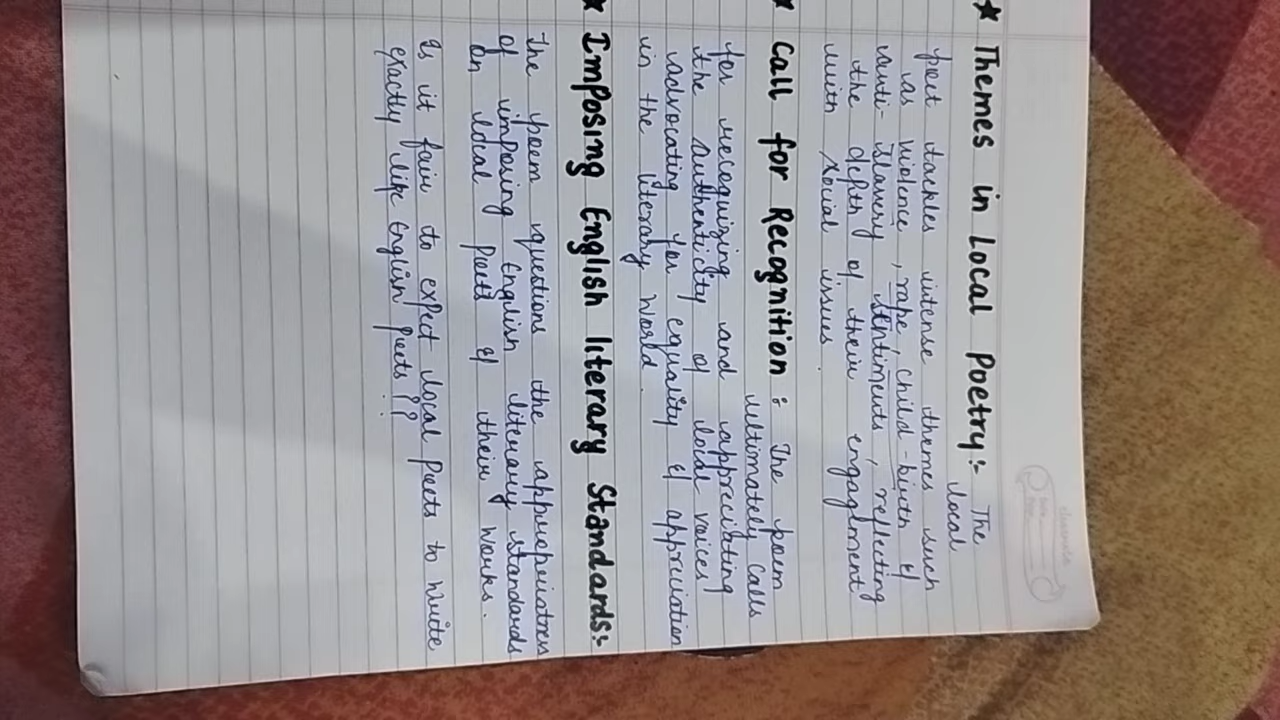 ★ Themes in Local Poetry:- The
local
poet tackles intense themes such
as violence, rape, child-birth &
anti-slavery sentiments, reflecting
the depth of their engagement
with social issues.
★ Call for Recognition: The poem
ultimately calls
for recognizing and appreciating
the authenticity of local voices
advocating for equality & appreciation
in the literary world.
★ Imposing English literary Standards:-
The poem questions the appropriatness
of imposing English literary standards
on local poets & their works.
Is it fair to expect local poets to write
exactly like English poets??